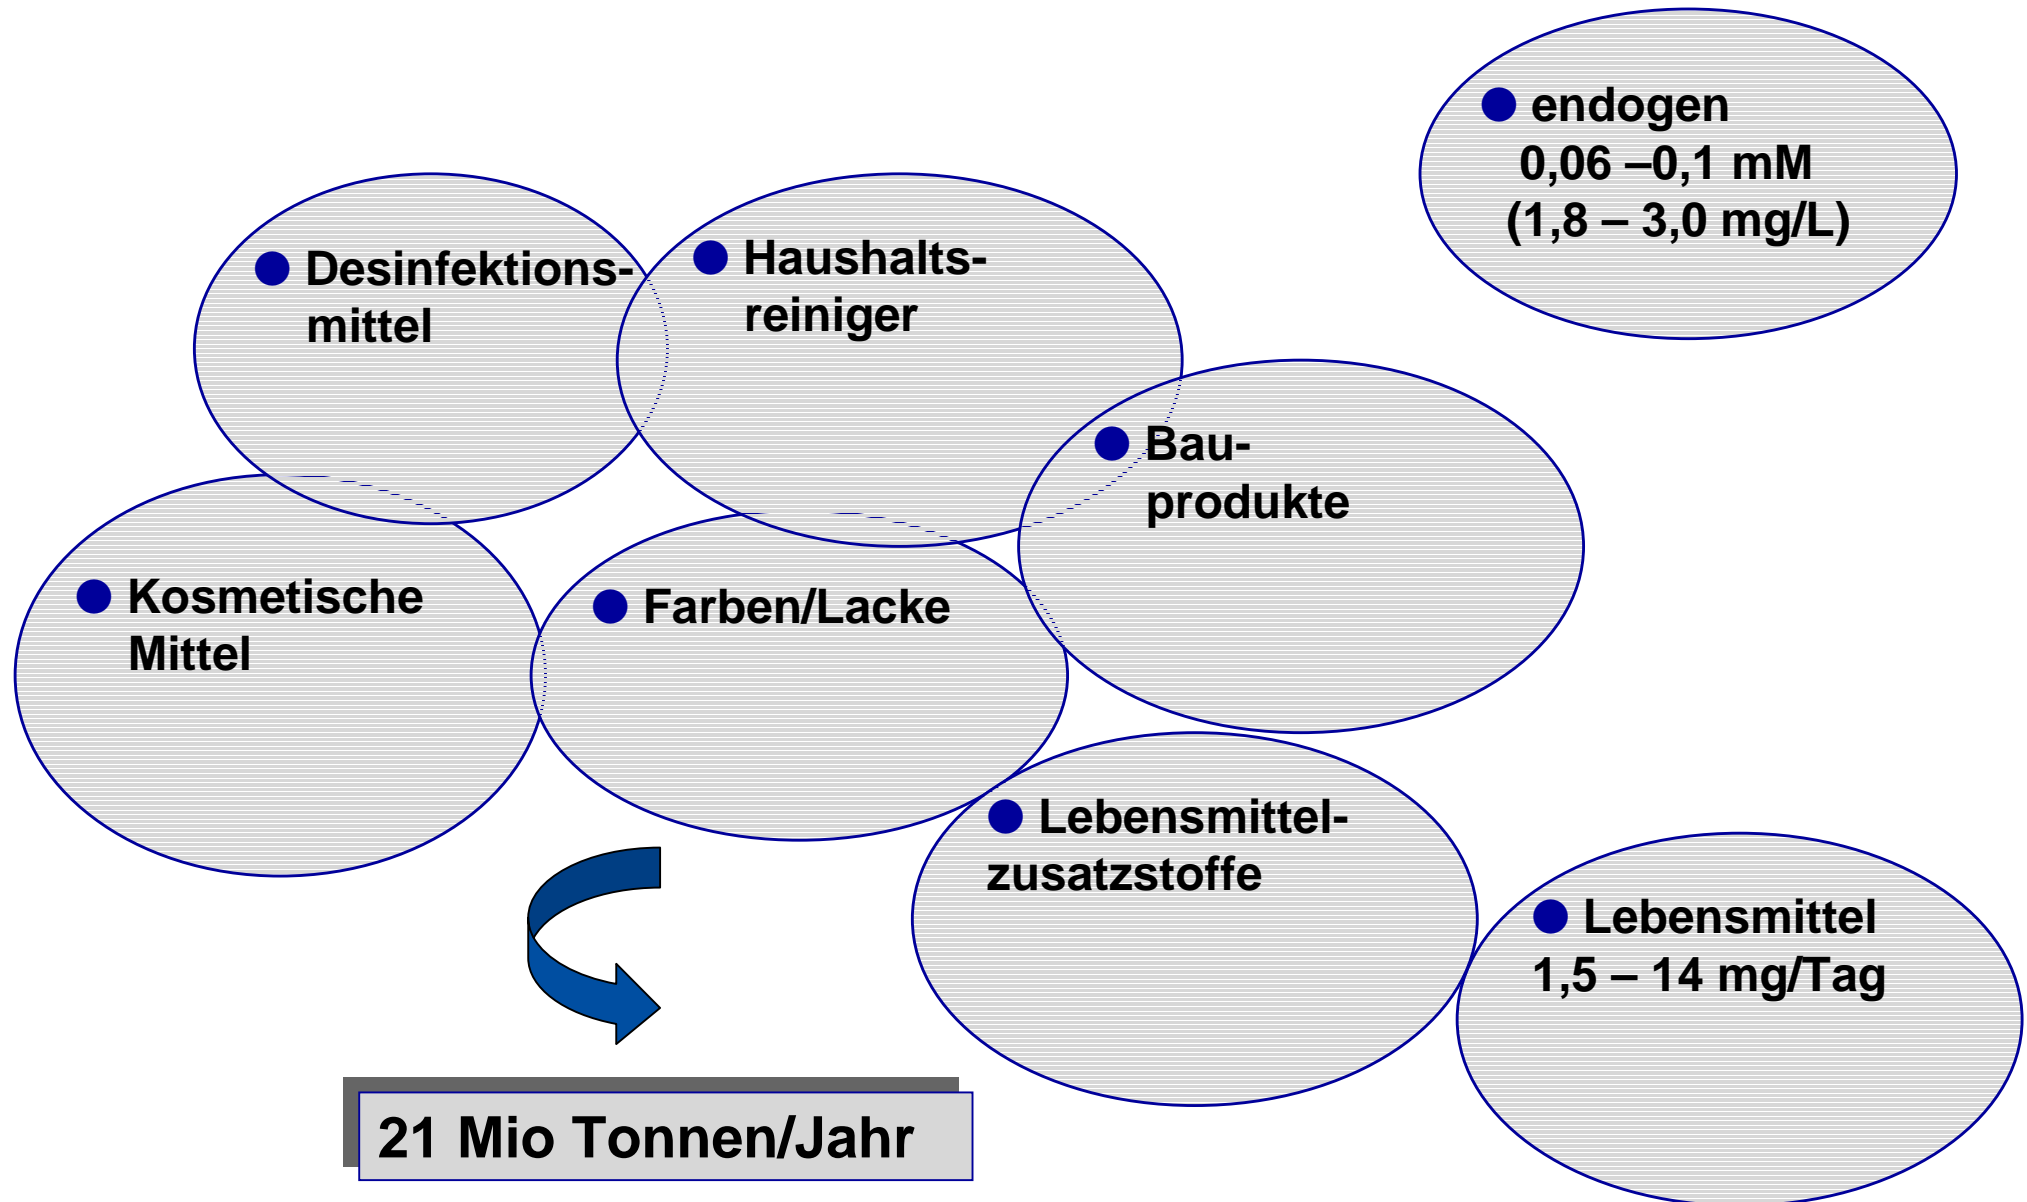 ● endogen
0,06 –0,1 mM
(1,8 – 3,0 mg/L)
● Desinfektions-
mittel
● Haushalts-
reiniger
● Bau-
produkte
● Kosmetische
Mittel
● Farben/Lacke
● Lebensmittel-
zusatzstoffe
● Lebensmittel
1,5 – 14 mg/Tag
21 Mio Tonnen/Jahr